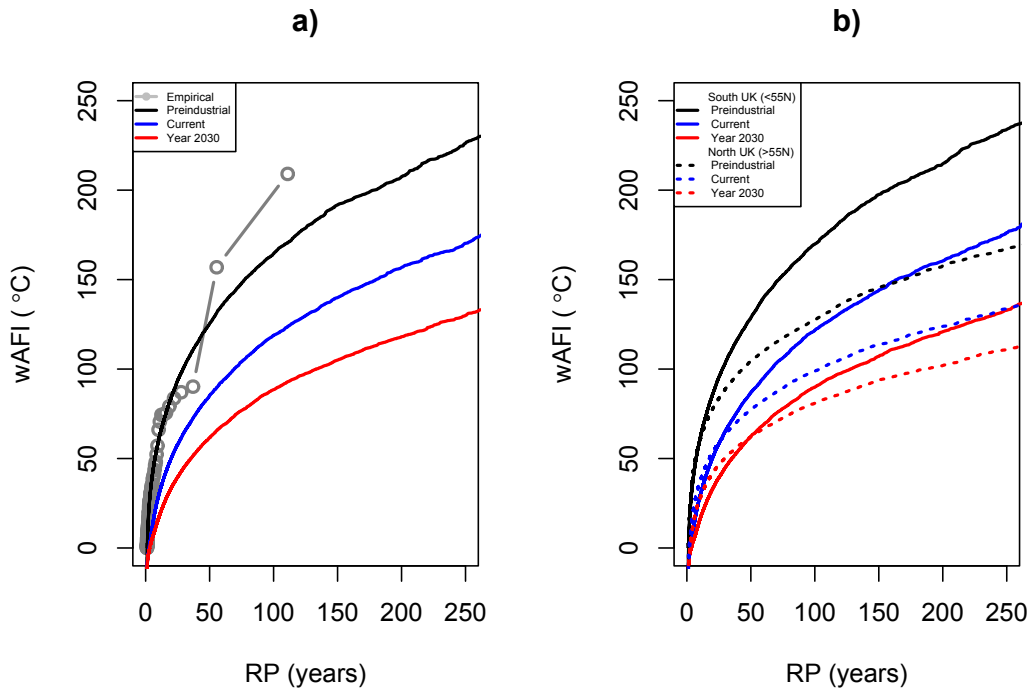 a)
wAFI ( °C)
250
200
150
100
50
0
Empirical
Preindustrial
Current
Year 2030
0 50 100 150 200 250
RP (years)
b)
wAFI ( °C)
250
200
150
100
50
0
South UK (<55N)
Preindustrial
Current
Year 2030
North UK (>55N)
Preindustrial
Current
Year 2030
0 50 100 150 200 250
RP (years)